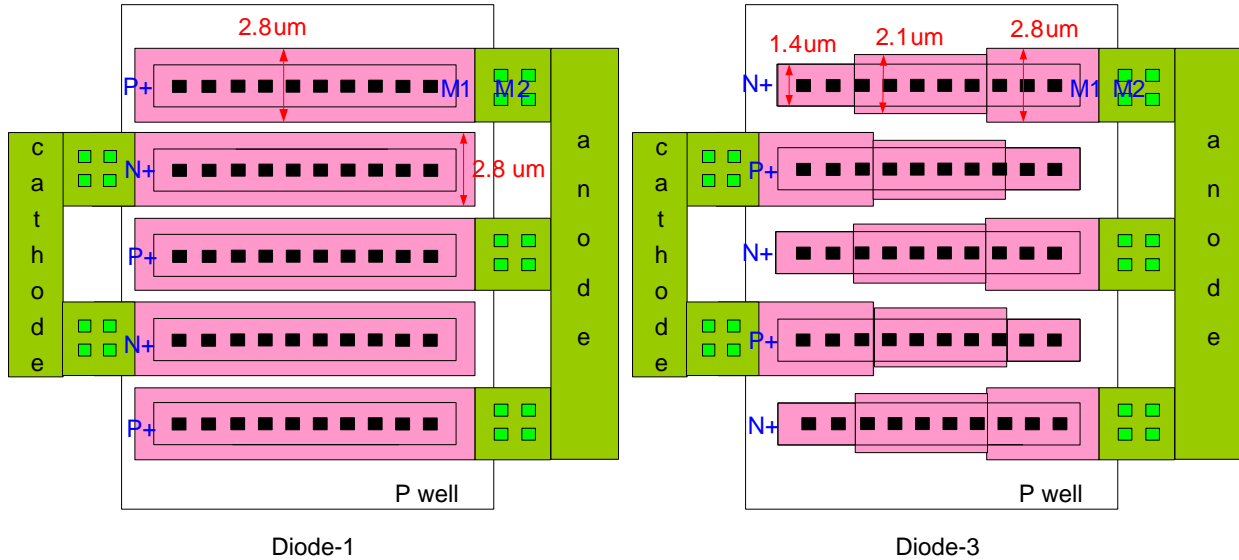 2.8um
P+
M1 M2
N+
2.8 um
P+
N+
P+
cathode
anode
P well
Diode-1
1.4um
2.1um
2.8um
N+
M1 M2
P+
N+
P+
N+
cathode
anode
P well
Diode-3